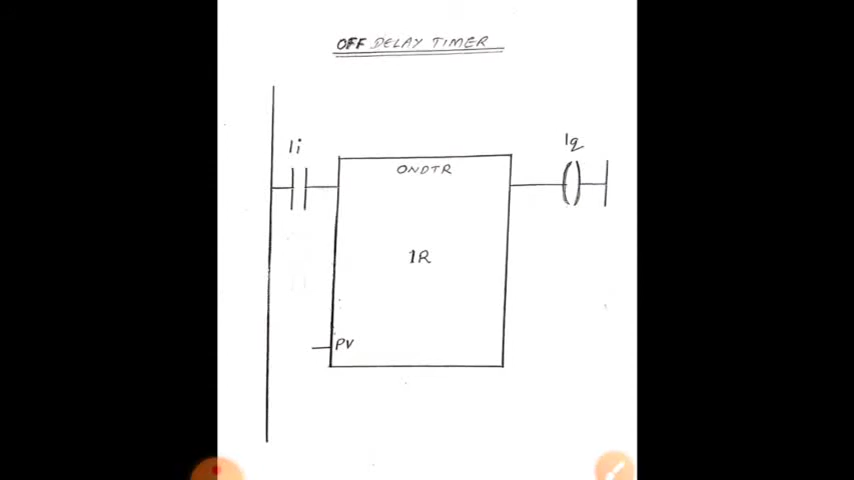 OFF DELAY TIMER
1i
1q
ONDTR
1R
PV